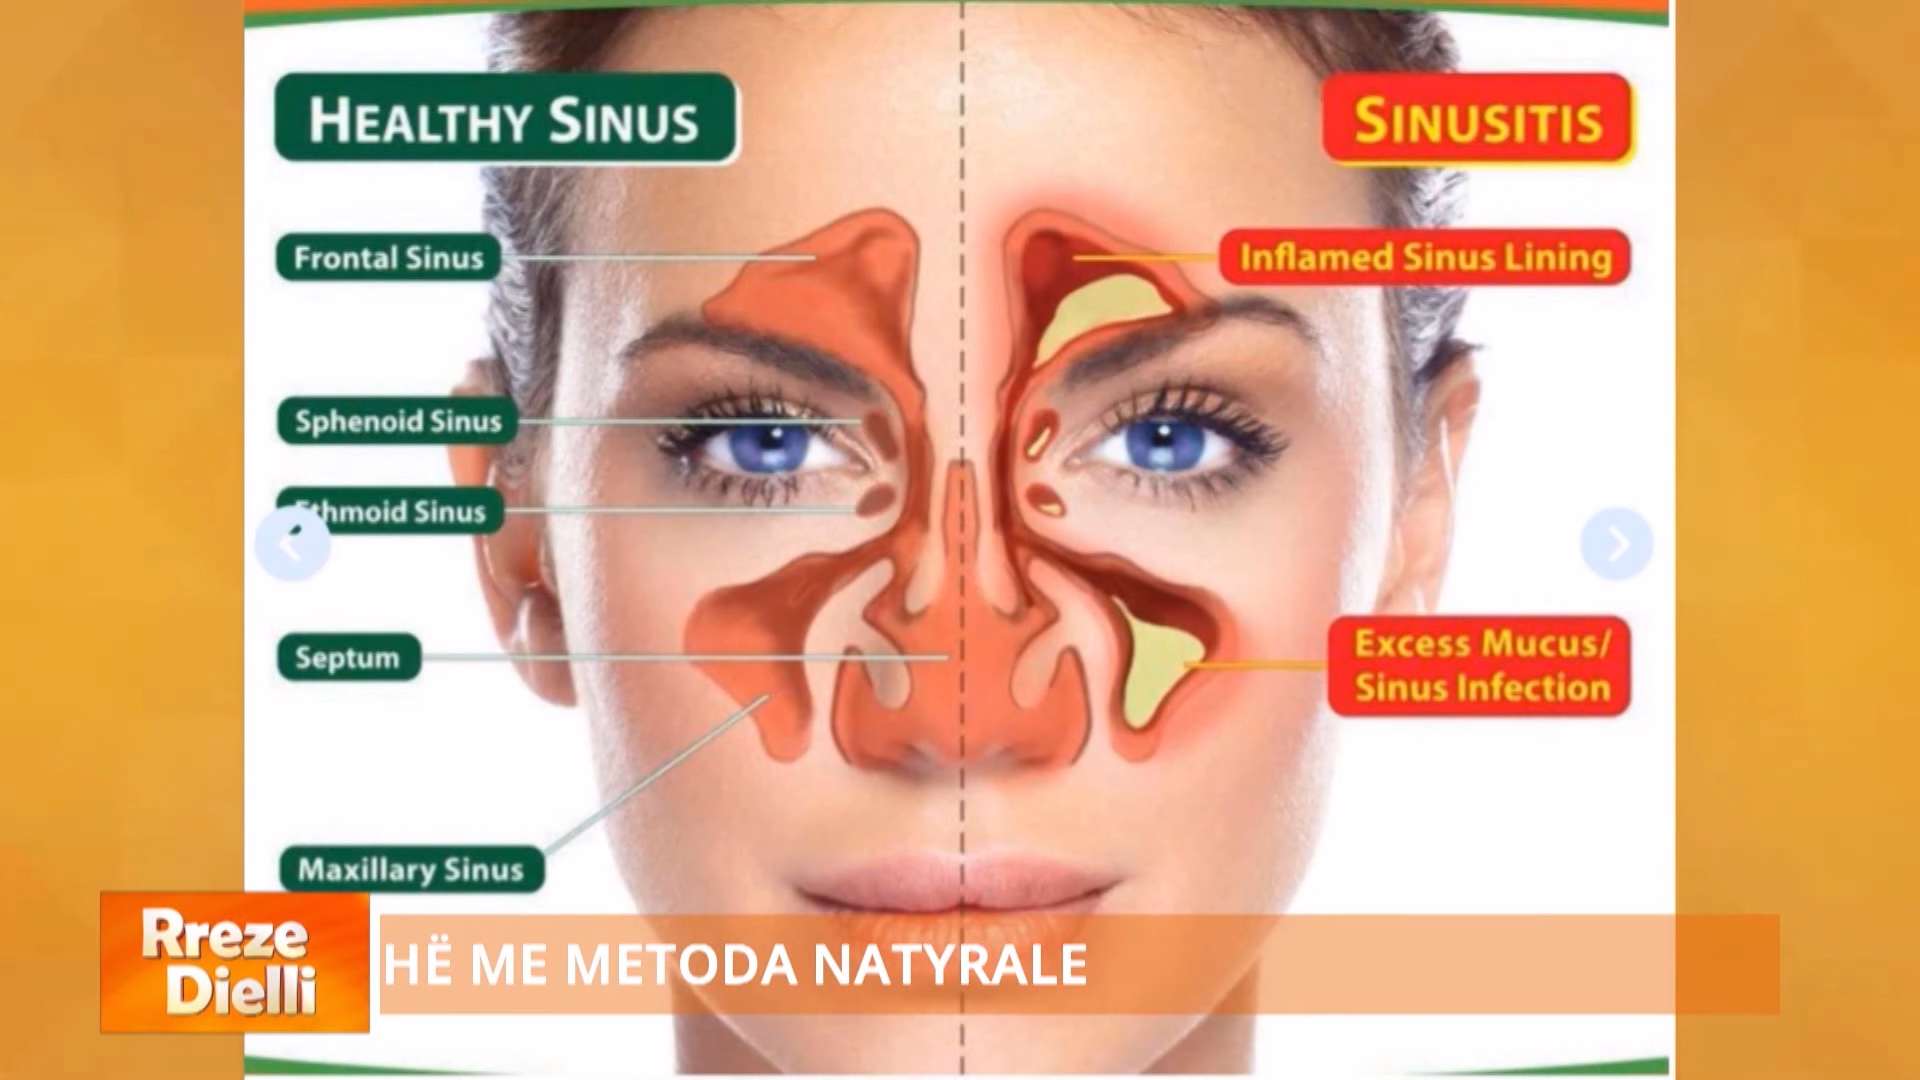 HEALTHY SINUS
SINUSITIS
Frontal Sinus
Inflamed Sinus Lining
Sphenoid Sinus
Ethmoid Sinus
Septum
Excess Mucus/
Sinus Infection
Maxillary Sinus
Rreze
Dielli
HË ME METODA NATYRALE